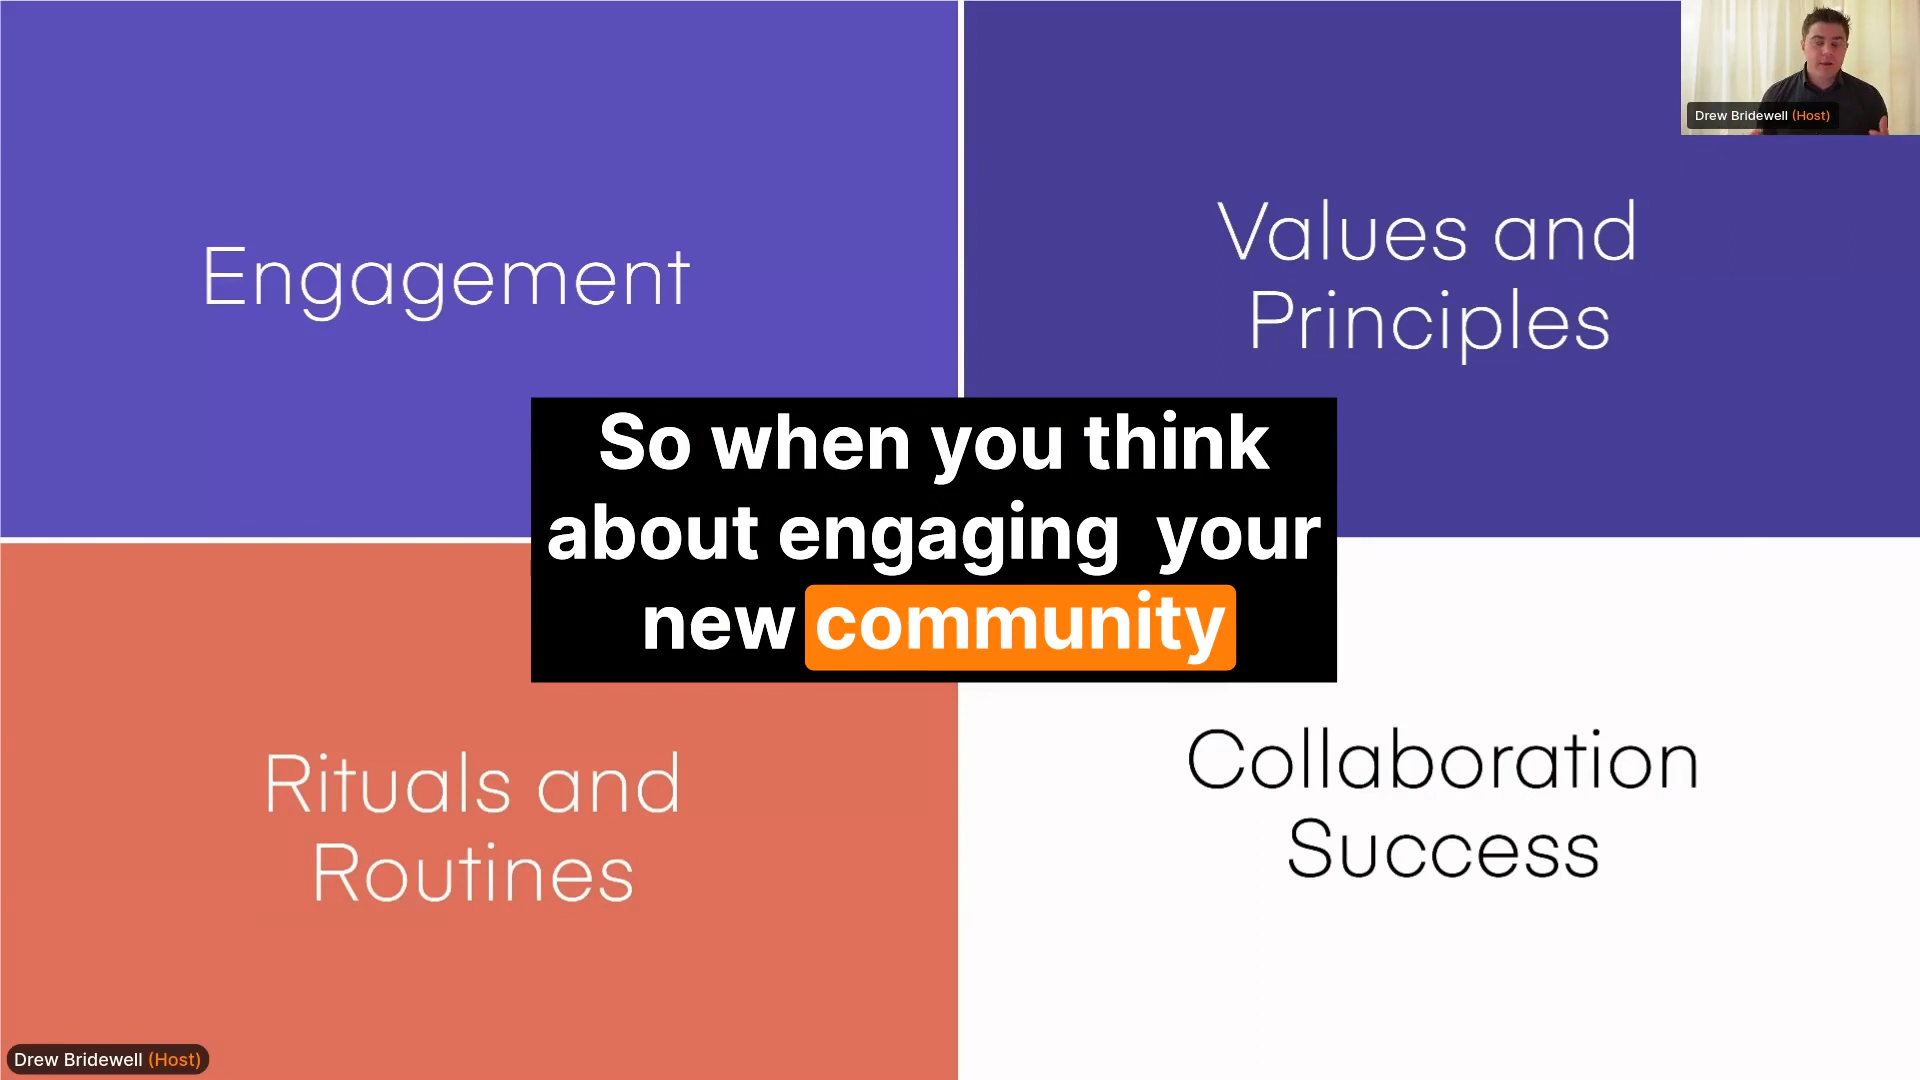 Engagement
Values and
Principles
Drew Bridewell (Host)
So when you think
about engaging your
new community
Rituals and
Routines
Collaboration
Success
Drew Bridewell (Host)